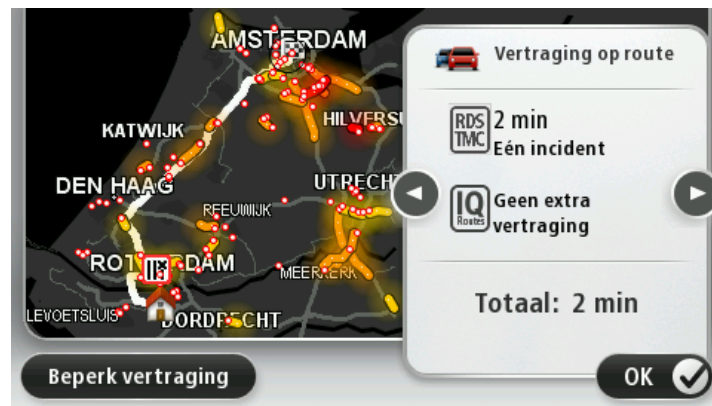 AMSTERDAM
HILVERSU
KATWIJK
DEN HAAG
UTRECH
REEUWIJK
ROTTERDAM
MEERKERK
LEVOETSLUIS
DORDRECHT
Vertraging op route
RDS TMC
2 min
Eén incident
IQ Routes
Geen extra
vertraging
Totaal: 2 min
Beperk vertraging
OK